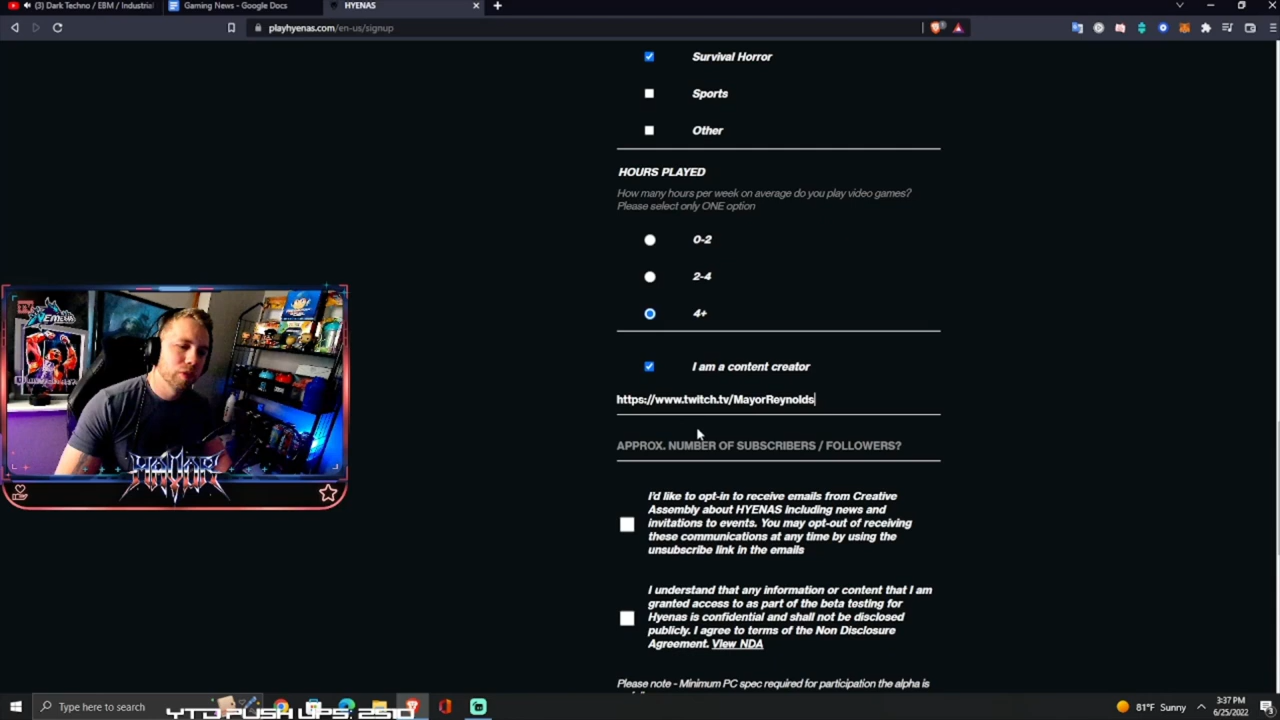 (3) Dark Techno / EBM / Industrial
Gaming News - Google Docs
HYENAS
playhyenas.com/en-us/signup
Survival Horror
Sports
Other
HOURS PLAYED
How many hours per week on average do you play video games?
Please select only ONE option
0-2
2-4
4+
I am a content creator
https://www.twitch.tv/MayorReynolds
APPROX. NUMBER OF SUBSCRIBERS / FOLLOWERS?
I'd like to opt-in to receive emails from Creative
Assembly about HYENAS including news and
invitations to events. You may opt-out of receiving
these communications at any time by using the
unsubscribe link in the emails
I understand that any information or content that I am
granted access to as part of the beta testing for
Hyenas is confidential and shall not be disclosed
publicly. I agree to terms of the Non Disclosure
Agreement. View NDA
Please note - Minimum PC spec required for participation the alpha is
MAYOR
Type here to search
YTD PUSH UPS: 250
81°F Sunny
3:37 PM
6/25/2022